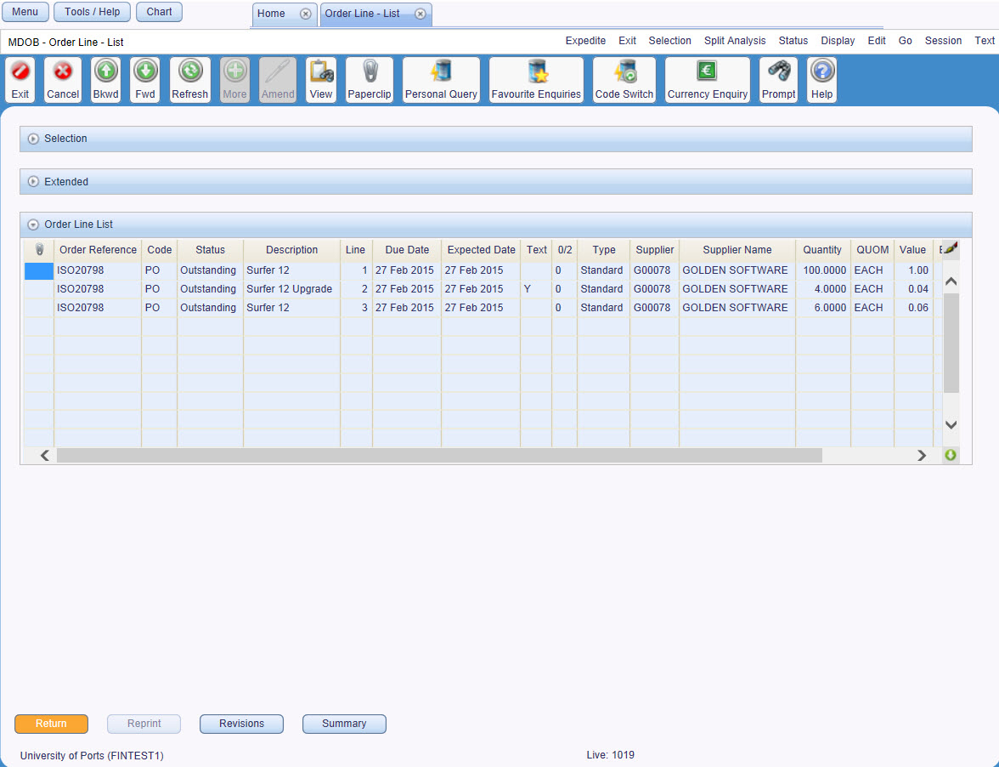 Menu Tools / Help Chart Home Order Line - List
MDOB - Order Line - List Expedite Exit Selection Split Analysis Status Display Edit Go Session Text
Exit Cancel Bkwd Fwd Refresh More Amend View Paperclip Personal Query Favourite Enquiries Code Switch Currency Enquiry Prompt Help
Selection
Extended
Order Line List
Order Reference Code Status Description Line Due Date Expected Date Text 0/2 Type Supplier Supplier Name Quantity QUOM Value
ISO20798 PO Outstanding Surfer 12 1 27 Feb 2015 27 Feb 2015 0 Standard G00078 GOLDEN SOFTWARE 100.0000 EACH 1.00
ISO20798 PO Outstanding Surfer 12 Upgrade 2 27 Feb 2015 27 Feb 2015 Y 0 Standard G00078 GOLDEN SOFTWARE 4.0000 EACH 0.04
ISO20798 PO Outstanding Surfer 12 3 27 Feb 2015 27 Feb 2015 0 Standard G00078 GOLDEN SOFTWARE 6.0000 EACH 0.06
Return Reprint Revisions Summary
University of Ports (FINTEST1) Live: 1019